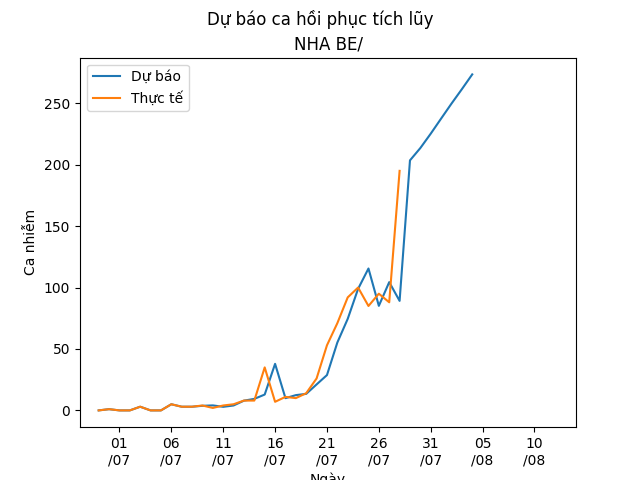 Dự báo ca hồi phục tích lũy
NHA BE/
Dự báo
Thực tế
Ca nhiễm
250
200
150
100
50
0
01 06 11 16 21 26 31 05 10
/07 /07 /07 /07 /07 /07 /07 /08 /08
Ngày